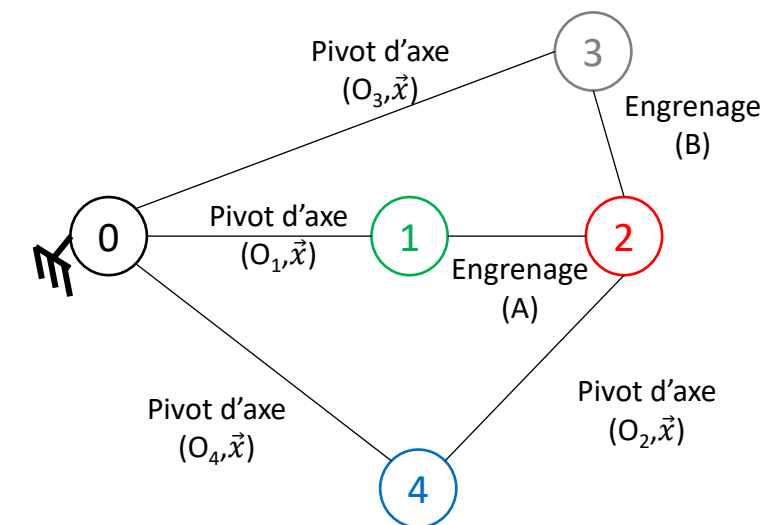 3
Pivot d'axe
(O₃,x⃗)
Engrenage
(B)
0
Pivot d'axe
(O₁,x⃗)
1
Engrenage
(A)
2
Pivot d'axe
(O₄,x⃗)
Pivot d'axe
(O₂,x⃗)
4